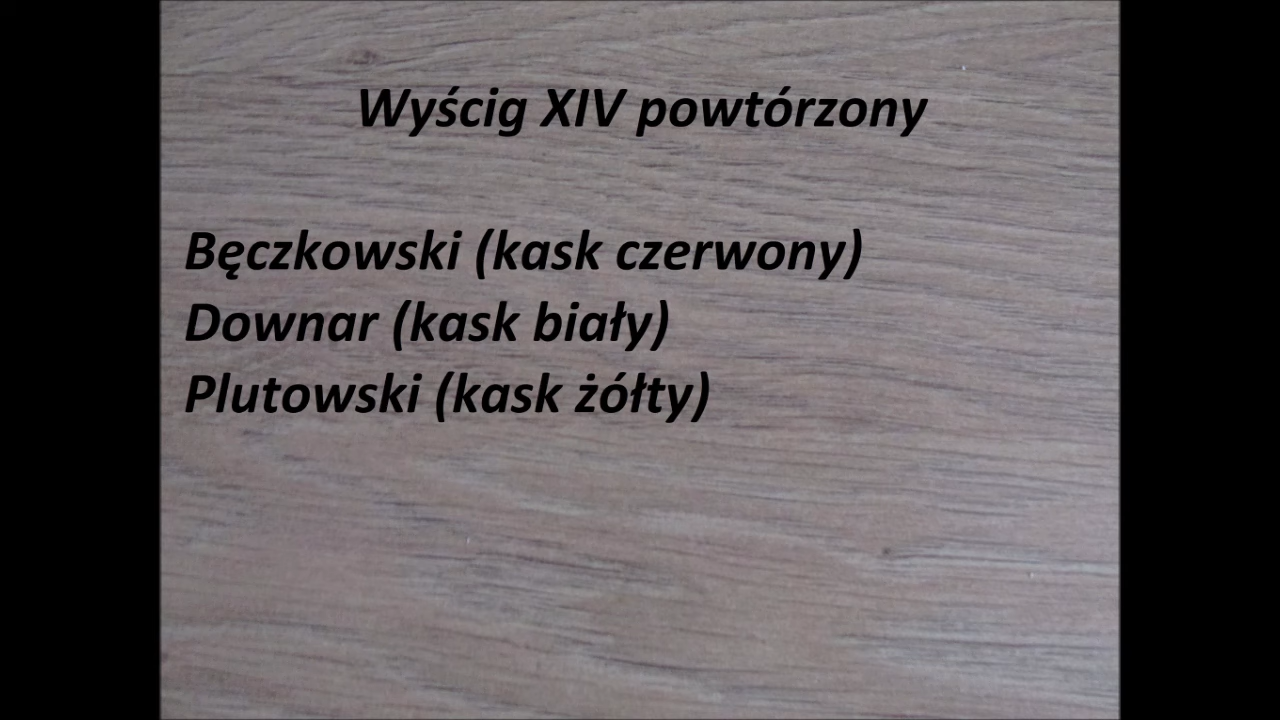 Wyścig XIV powtórzony
Bęczkowski (kask czerwony)
Downar (kask biały)
Plutowski (kask żółty)